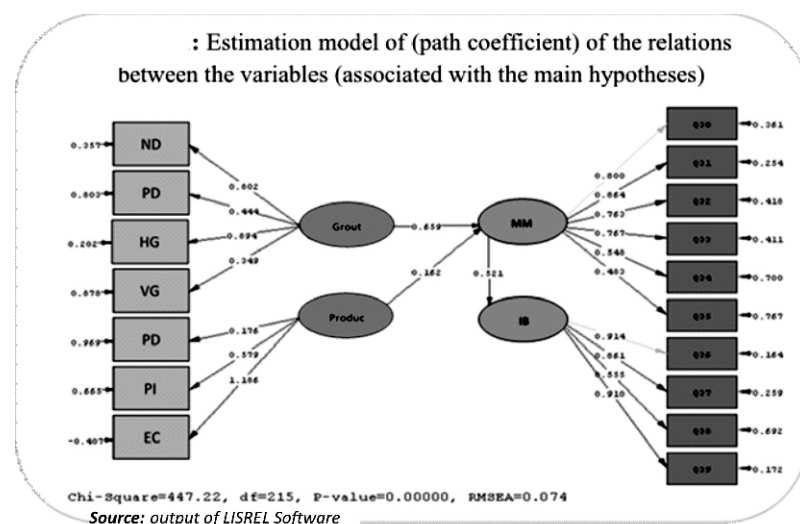 : Estimation model of (path coefficient) of the relations
between the variables (associated with the main hypotheses)
ND
PD
HG
VG
PD
PI
EC
0.357
0.803
0.202
0.878
0.969
0.665
-0.407
0.802
0.444
0.894
0.349
0.176
0.579
1.186
Grout
Produc
0.659
0.162
MM
0.521
IB
0.800
0.864
0.763
0.767
0.548
0.483
0.914
0.861
0.555
0.910
Q30
Q31
Q32
Q33
Q34
Q35
Q36
Q37
Q38
Q39
0.361
0.254
0.418
0.411
0.700
0.767
0.164
0.259
0.692
0.172
Chi-Square=447.22, df=215, P-value=0.00000, RMSEA=0.074
Source: output of LISREL Software